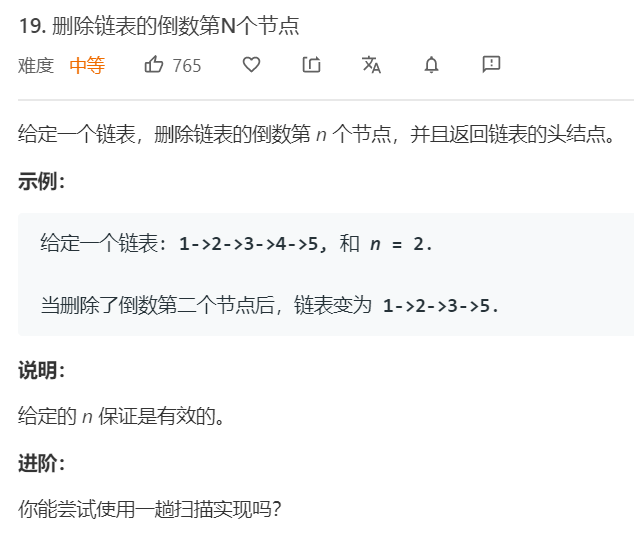 19. 删除链表的倒数第N个节点
难度 中等 765
给定一个链表，删除链表的倒数第 n 个节点，并且返回链表的头结点。
示例：
给定一个链表：1->2->3->4->5, 和 n = 2.
当删除了倒数第二个节点后，链表变为 1->2->3->5.
说明：
给定的 n 保证是有效的。
进阶：
你能尝试使用一趟扫描实现吗？